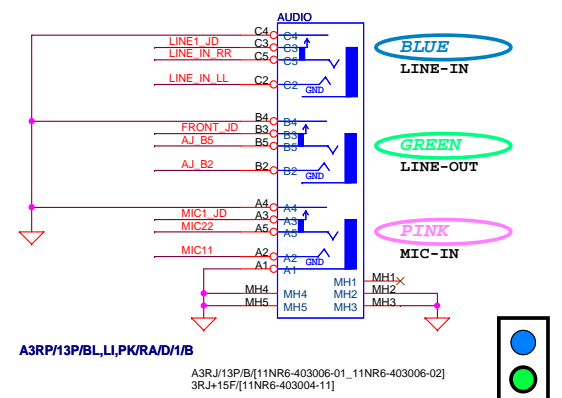 AUDIO
C4 C4
LINE1_JD C3 C3
LINE_IN_RR C5 C5
BLUE
LINE-IN
LINE_IN_LL C2 C2
GND
B4 B4
FRONT_JD B3 B3
AJ_B5 B5 B5
GREEN
LINE-OUT
AJ_B2 B2 B2
GND
A4 A4
MIC1_JD A3 A3
MIC22 A5 A5
PINK
MIC-IN
MIC11 A2 A2
GND
A1 A1
MH1 MH1
MH4 MH4 MH2 MH2
MH5 MH5 MH3 MH3
A3RP/13P/BL,LI,PK/RA/D/1/B
A3RJ/13P/B/[11NR6-403006-01_11NR6-403006-02]
3RJ+15F/[11NR6-403004-11]